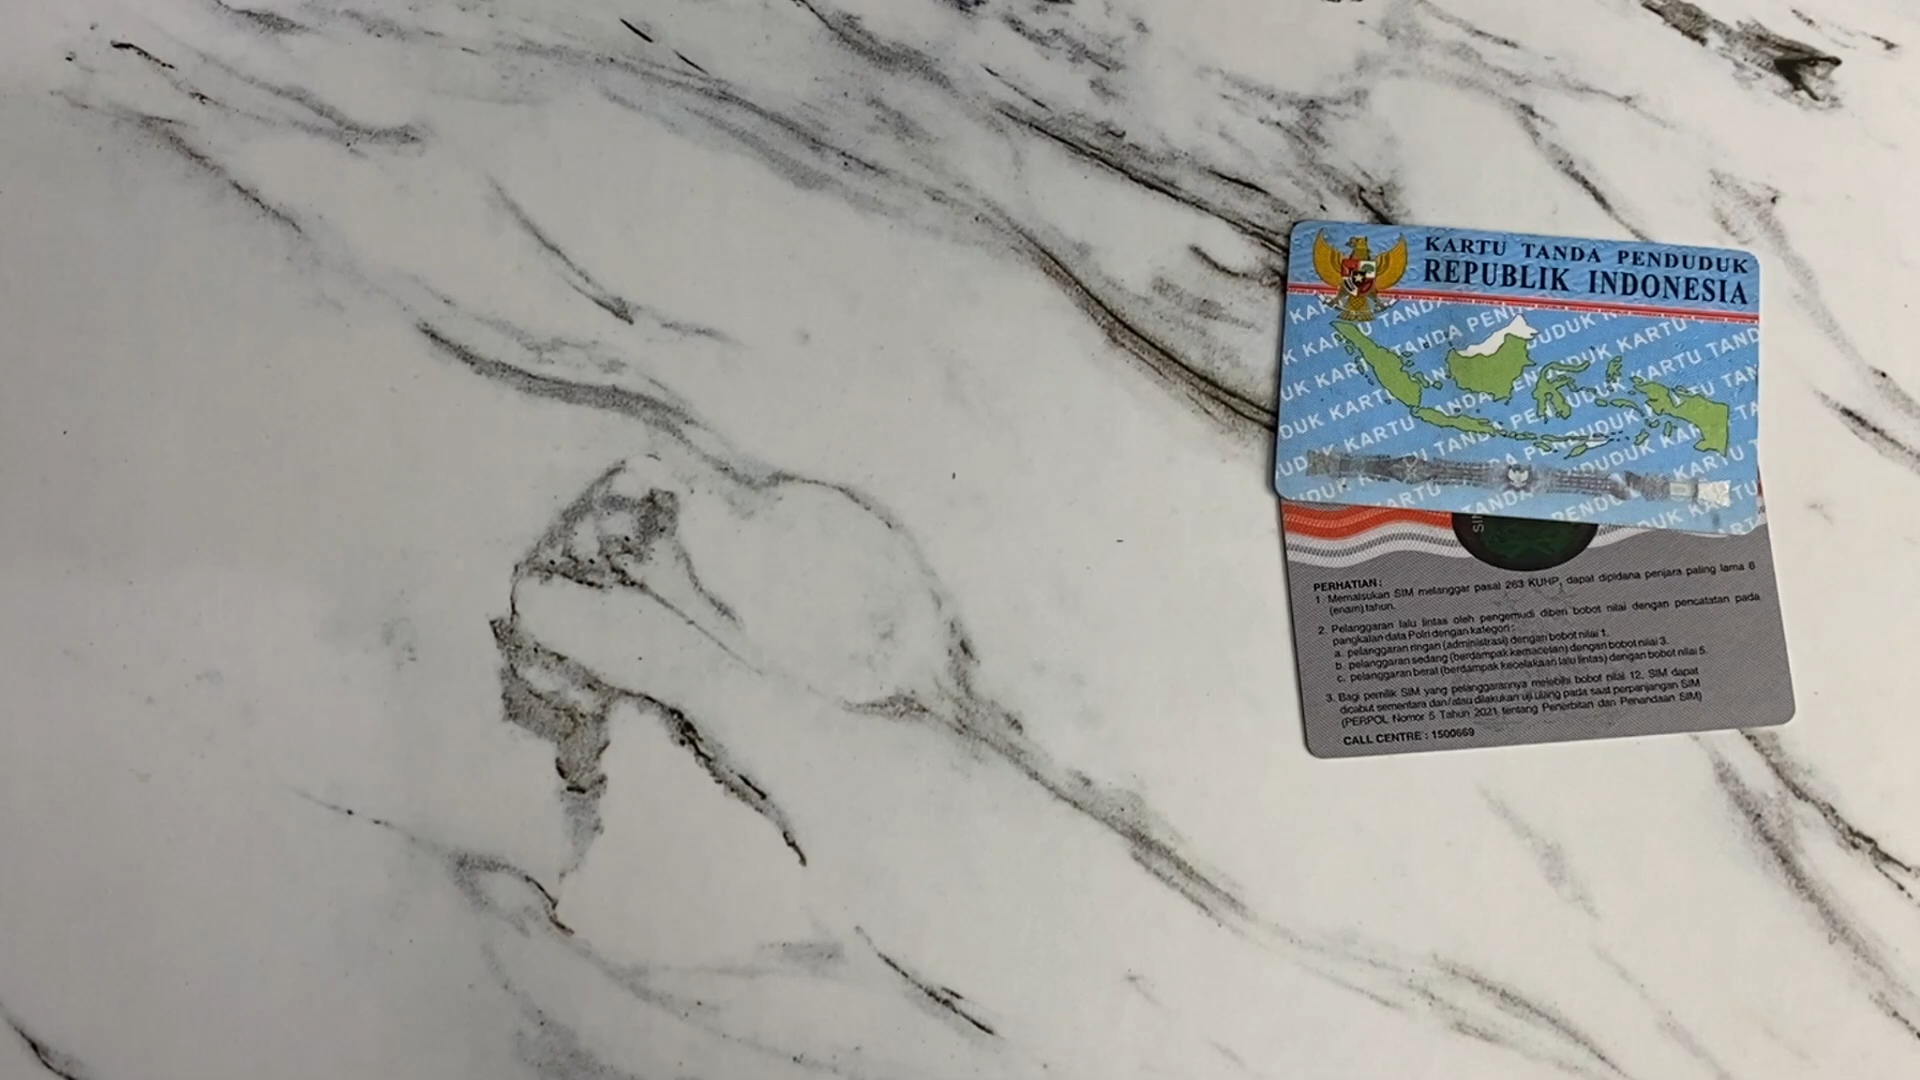 KARTU TANDA PENDUDUK
REPUBLIK INDONESIA
PERHATIAN :
1. Memalsukan SIM melanggar pasal 263 KUHP, dapat dipidana penjara paling lama 6
(enam) tahun.
2. Pelanggaran lalu lintas oleh pengemudi diberi bobot nilai dengan pencatatan pada
pangkalan data Polri dengan kategori :
a. pelanggaran ringan (administrasi) dengan bobot nilai 1.
b. pelanggaran sedang (berdampak kemacetan) dengan bobot nilai 3.
c. pelanggaran berat (berdampak kecelakaan lalu lintas) dengan bobot nilai 5.
3. Bagi pemilik SIM yang pelanggarannya melebihi bobot nilai 12, SIM dapat
dicabut sementara dan/atau dilakukan uji ulang pada saat perpanjangan SIM
(PERPOL Nomor 5 Tahun 2021 tentang Penerbitan dan Penandaan SIM)
CALL CENTRE : 1500669